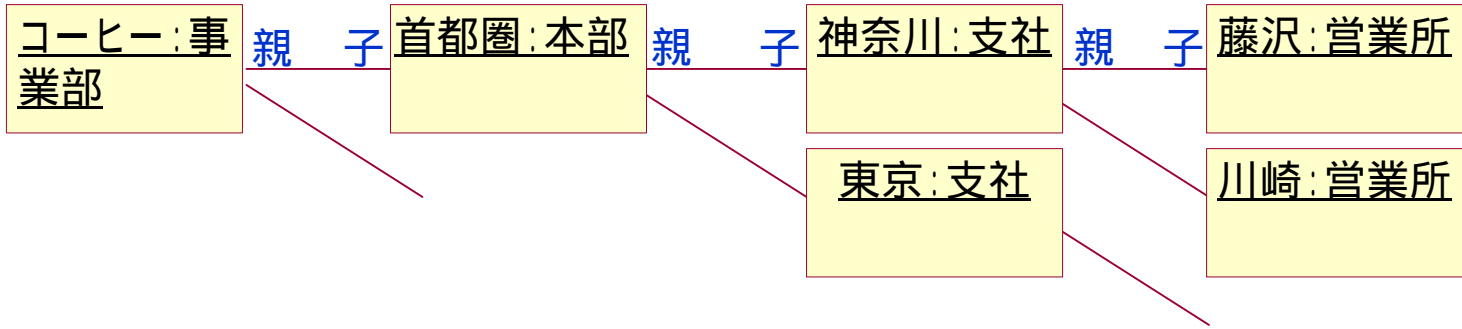 コーヒー:事
業部
親 子
首都圏:本部
親 子
神奈川:支社
親 子
藤沢:営業所
東京:支社
川崎:営業所